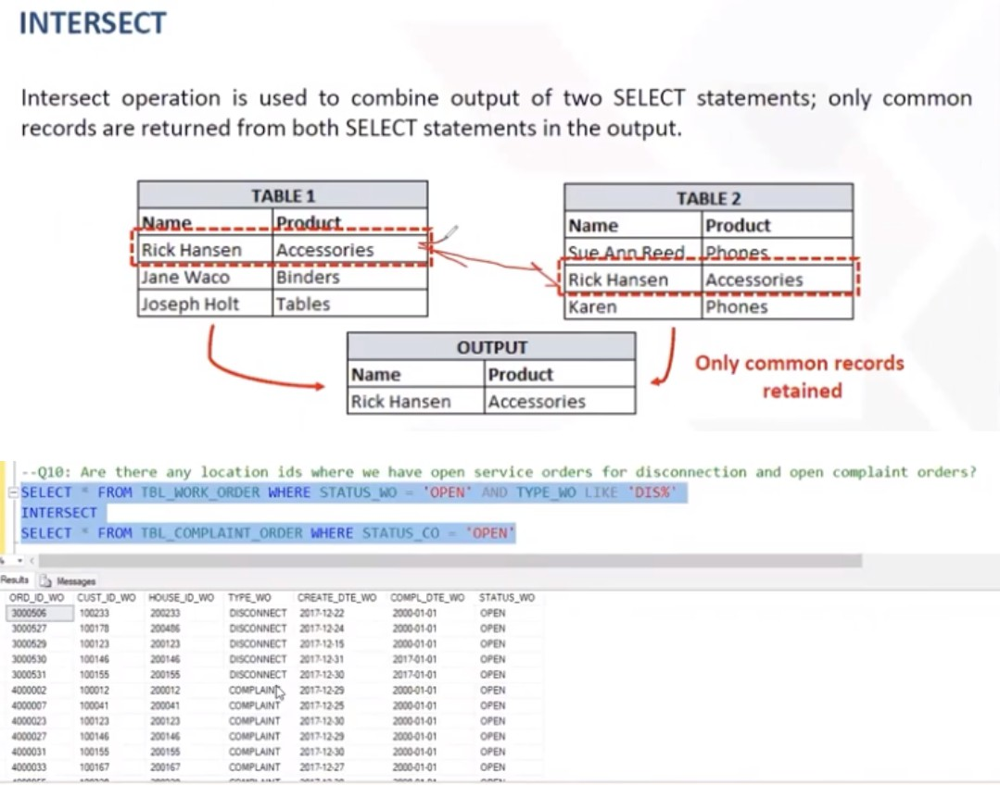 INTERSECT
Intersect operation is used to combine output of two SELECT statements; only common
records are returned from both SELECT statements in the output.
TABLE 1
Name Product
Rick Hansen Accessories
Jane Waco Binders
Joseph Holt Tables
TABLE 2
Name Product
Sue Ann Reed Phones
Rick Hansen Accessories
Karen Phones
OUTPUT
Name Product
Rick Hansen Accessories
Only common records
retained
--Q10: Are there any location ids where we have open service orders for disconnection and open complaint orders?
SELECT * FROM TBL_WORK_ORDER WHERE STATUS_WO = 'OPEN' AND TYPE_WO LIKE 'DIS%'
INTERSECT
SELECT * FROM TBL_COMPLAINT_ORDER WHERE STATUS_CO = 'OPEN'
Results Messages
ORD_ID_WO CUST_ID_WO HOUSE_ID_WO TYPE_WO CREATE_DTE_WO COMPL_DTE_WO STATUS_WO
3000506 100233 200233 DISCONNECT 2017-12-22 2000-01-01 OPEN
3000527 100178 200486 DISCONNECT 2017-12-24 2000-01-01 OPEN
3000529 100123 200123 DISCONNECT 2017-12-15 2000-01-01 OPEN
3000530 100146 200146 DISCONNECT 2017-12-31 2017-01-01 OPEN
3000531 100155 200155 DISCONNECT 2017-12-30 2017-01-01 OPEN
4000002 100012 200012 COMPLAINT 2017-12-29 2000-01-01 OPEN
4000007 100041 200041 COMPLAINT 2017-12-25 2000-01-01 OPEN
4000023 100123 200123 COMPLAINT 2017-12-30 2000-01-01 OPEN
4000027 100146 200146 COMPLAINT 2017-12-29 2000-01-01 OPEN
4000031 100155 200155 COMPLAINT 2017-12-30 2000-01-01 OPEN
4000033 100167 200167 COMPLAINT 2017-12-27 2000-01-01 OPEN